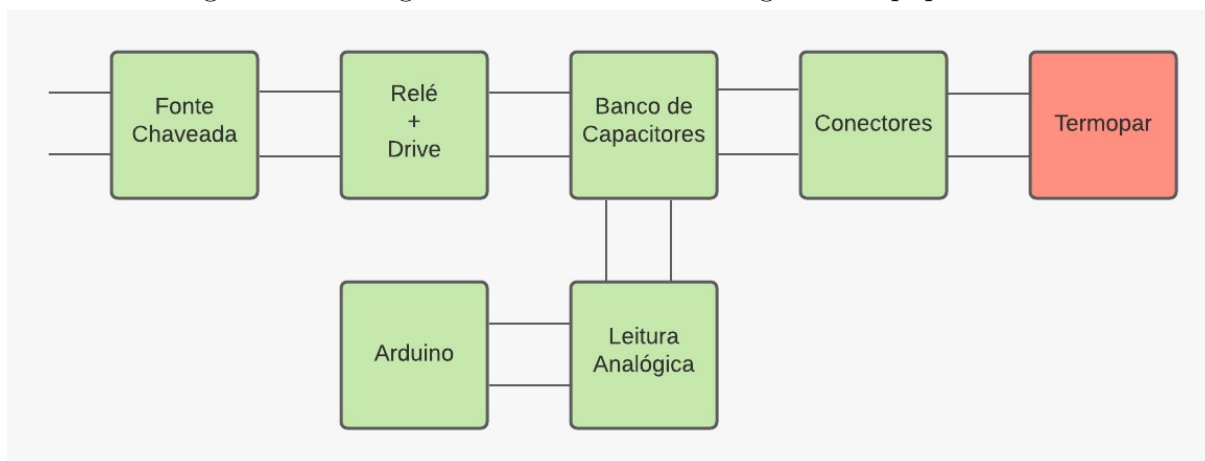 Fonte
Chaveada
Relé
+
Drive
Banco de
Capacitores
Conectores
Termopar
Arduino
Leitura
Analógica